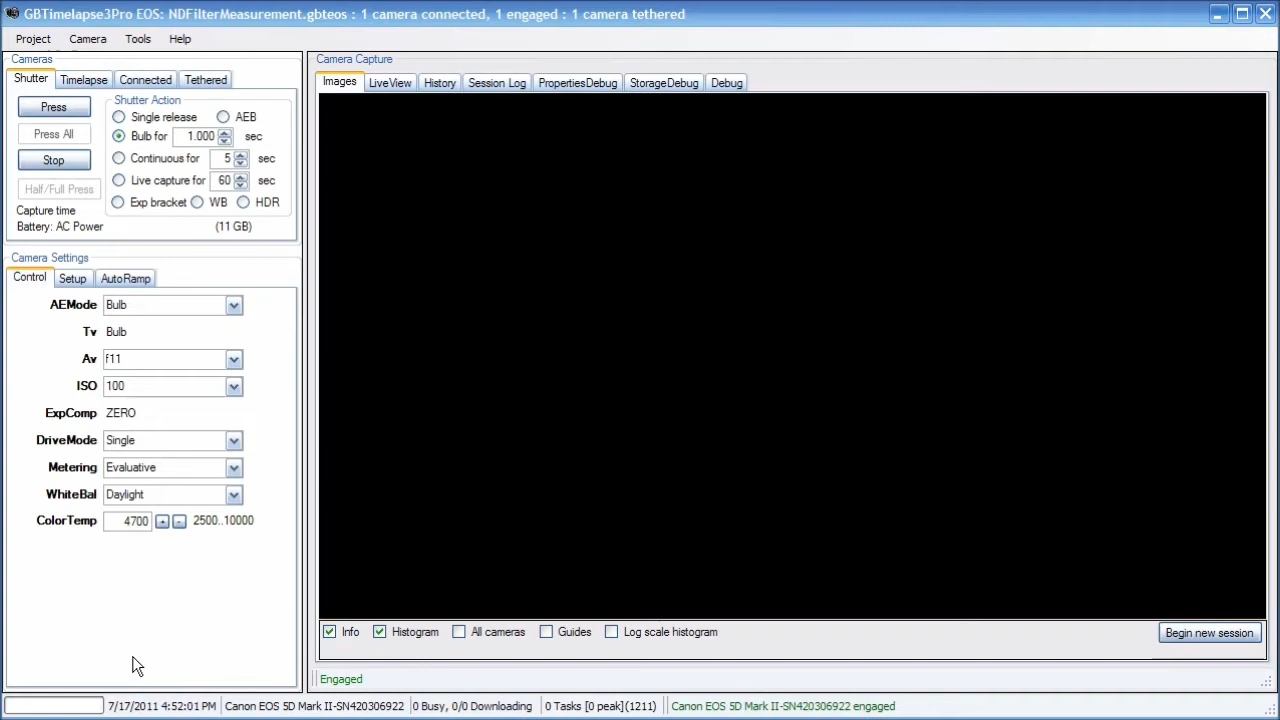 GBTimelapse3Pro EOS: NDFilterMeasurement.gbteos : 1 camera connected, 1 engaged : 1 camera tethered
Project Camera Tools Help
Cameras
Shutter Timelapse Connected Tethered
Press
Press All
Stop
Half/Full Press
Shutter Action
Single release AEB
Bulb for 1.000 sec
Continuous for 5 sec
Live capture for 60 sec
Exp bracket WB HDR
Capture time
Battery: AC Power (11 GB)
Camera Settings
Control Setup AutoRamp
AEMode Bulb
Tv Bulb
Av f11
ISO 100
ExpComp ZERO
DriveMode Single
Metering Evaluative
WhiteBal Daylight
ColorTemp 4700 + - 2500..10000
Camera Capture
Images LiveView History Session Log PropertiesDebug StorageDebug Debug
Info Histogram All cameras Guides Log scale histogram Begin new session
Engaged
7/17/2011 4:52:01 PM Canon EOS 5D Mark II-SN420306922 0 Busy, 0/0 Downloading 0 Tasks [0 peak](1211) Canon EOS 5D Mark II-SN420306922 engaged